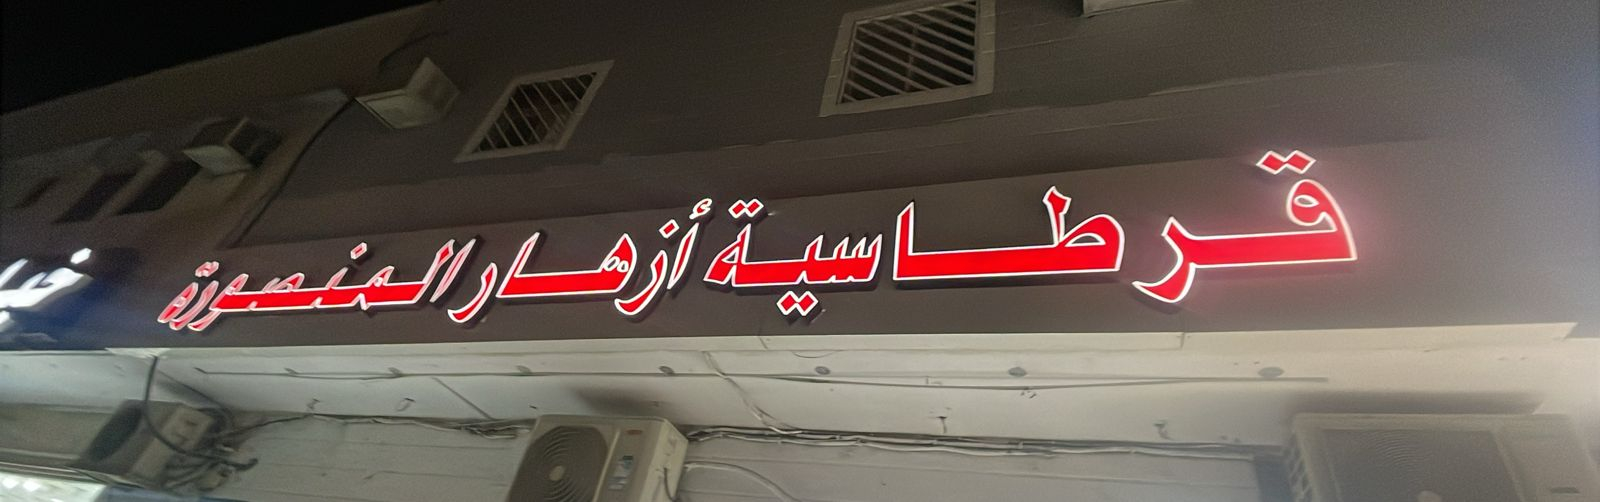 قرطاسية أزهار المنصورة